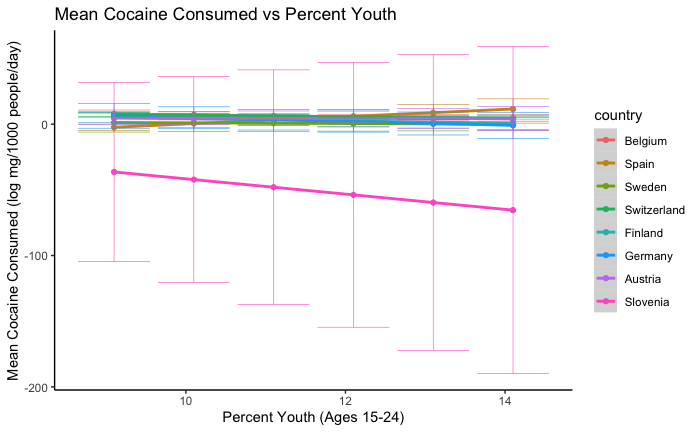 Mean Cocaine Consumed vs Percent Youth
Mean Cocaine Consumed (log mg/1000 people/day)
0
-100
-200
10
12
14
Percent Youth (Ages 15-24)
country
Belgium
Spain
Sweden
Switzerland
Finland
Germany
Austria
Slovenia